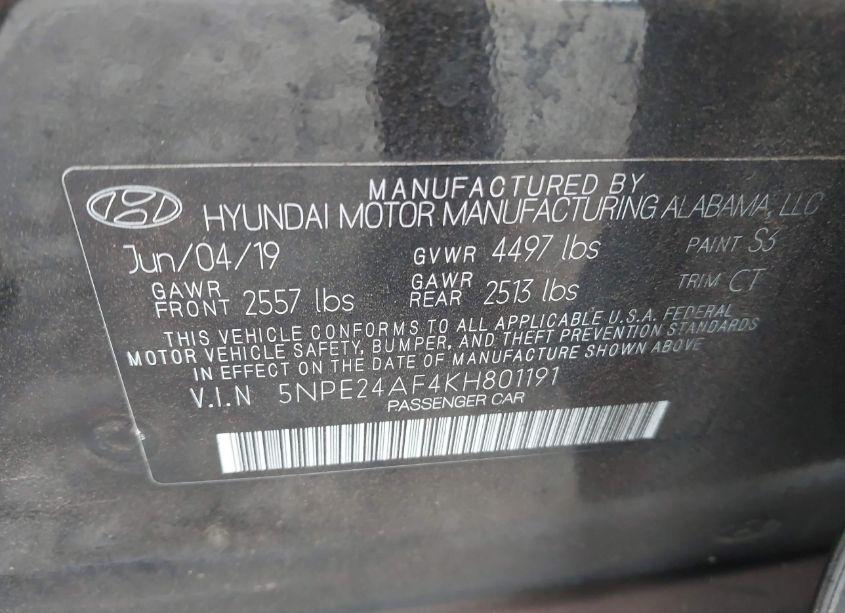 MANUFACTURED BY
HYUNDAI MOTOR MANUFACTURING ALABAMA, LLC
Jun/04/19 GVWR 4497 lbs PAINT S3
GAWR FRONT 2557 lbs GAWR REAR 2513 lbs TRIM CT
THIS VEHICLE CONFORMS TO ALL APPLICABLE U.S.A. FEDERAL
MOTOR VEHICLE SAFETY, BUMPER, AND THEFT PREVENTION STANDARDS
IN EFFECT ON THE DATE OF MANUFACTURE SHOWN ABOVE
V.I.N 5NPE24AF4KH801191
PASSENGER CAR